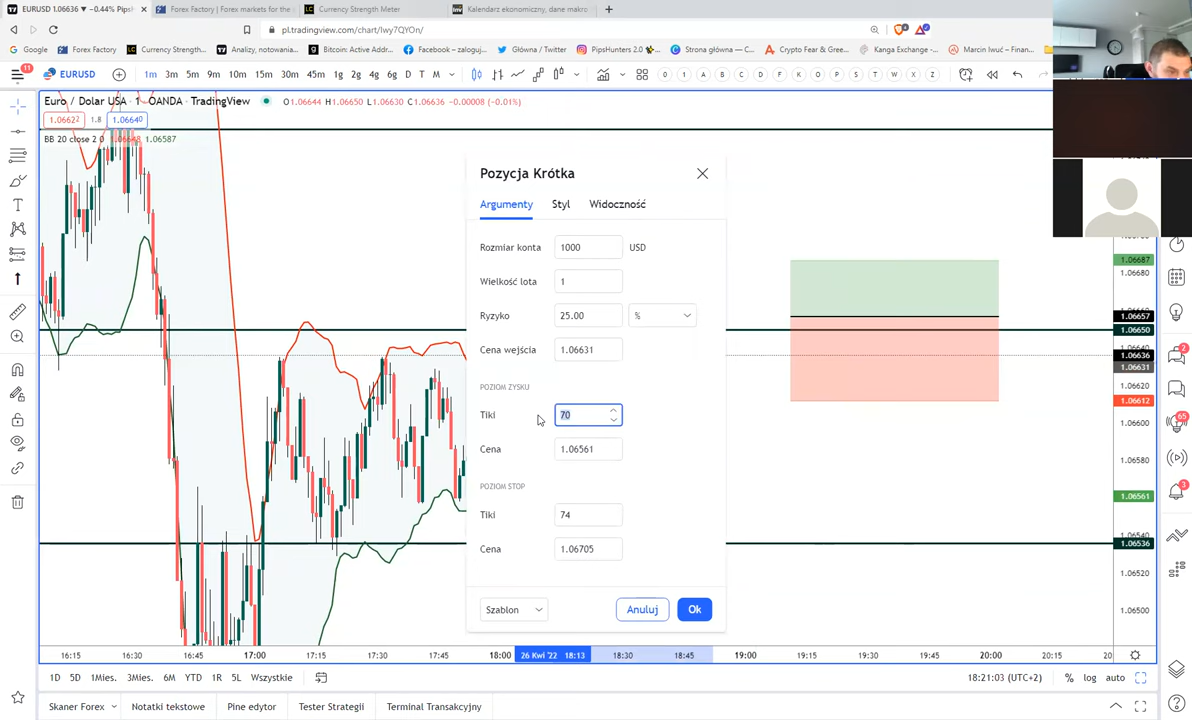 EURUSD 1.06636 ▼ −0.44% Pips
Forex Factory | Forex markets for the
Currency Strength Meter
Kalendarz ekonomiczny, dane makro
pl.tradingview.com/chart/lwy7QYOn/
Google
Forex Factory
Currency Strength...
Analizy, notowania...
Bitcoin: Active Addr...
Facebook – zaloguj...
Główna / Twitter
PipsHunters 2.0
Strona główna — C...
Crypto Fear & Gree...
Kanga Exchange -...
Marcin Iwuć – Finan...
11
EURUSD
1m 3m 5m 9m 10m 15m 30m 45m 1g 2g 4g 6g D T M
0 1 A B C D F G H K O P S T W X Z
Euro / Dolar USA · 1 · OANDA · TradingView
O1.06644 H1.06650 L1.06630 C1.06636 −0.00008 (−0.01%)
1.06622 1.8 1.06640
BB 20 close 2 0 1.06587
Pozycja Krótka
Argumenty Styl Widoczność
Rozmiar konta 1000 USD
Wielkość lota 1
Ryzyko 25.00 %
Cena wejścia 1.06631
POZIOM ZYSKU
Tiki 70
Cena 1.06561
POZIOM STOP
Tiki 74
Cena 1.06705
Szablon Anuluj Ok
1.06687
1.06680
1.06657
1.06650
1.06636
1.06631
1.06620
1.06612
1.06600
1.06580
1.06561
1.06536
1.06520
1.06500
2
65
3
16:15 16:30 16:45 17:00 17:15 17:30 17:45 18:00 26 Kwi '22 18:13 18:30 18:45 19:00 19:15 19:30 19:45 20:00 20:15 20
1D 5D 1Mies. 3Mies. 6M YTD 1R 5L Wszystkie
18:21:03 (UTC+2) % log auto
Skaner Forex Notatki tekstowe Pine edytor Tester Strategii Terminal Transakcyjny